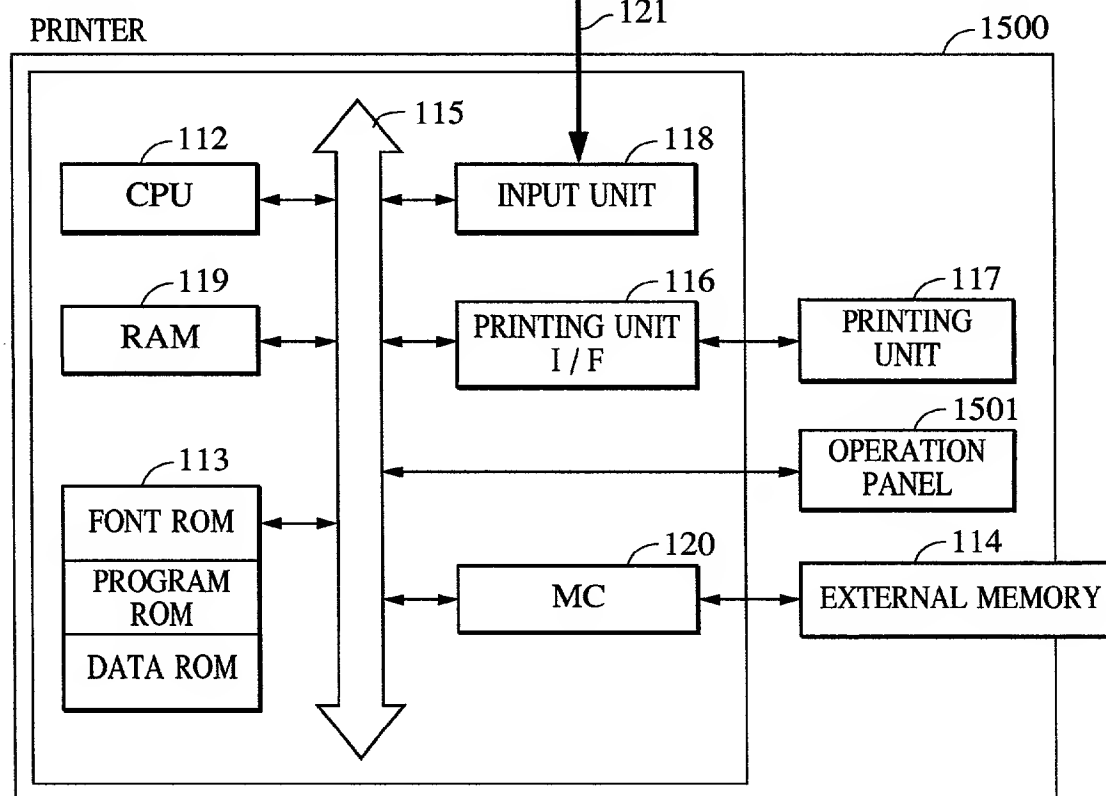 121
PRINTER
1500
115
112
118
CPU
INPUT UNIT
119
116
117
RAM
PRINTING UNIT
I / F
PRINTING
UNIT
1501
OPERATION
PANEL
113
FONT ROM
PROGRAM
ROM
DATA ROM
120
114
MC
EXTERNAL MEMORY